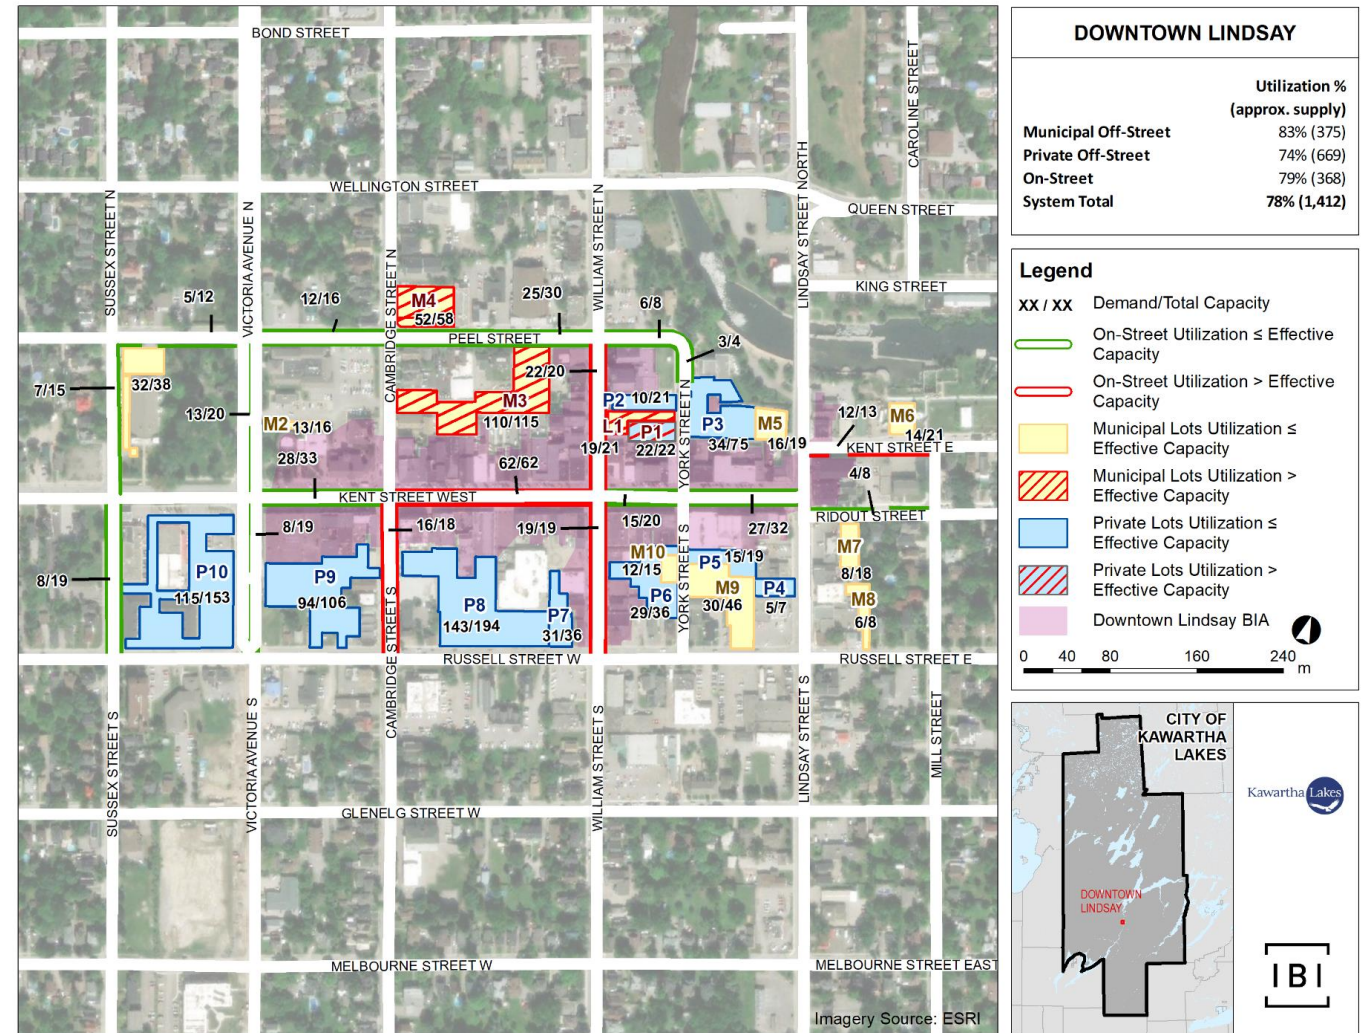 BOND STREET
WELLINGTON STREET
QUEEN STREET
KING STREET
PEEL STREET
KENT STREET WEST
KENT STREET E
RIDOUT STREET
RUSSELL STREET W
RUSSELL STREET E
GLENELG STREET W
MELBOURNE STREET W
MELBOURNE STREET EAST
SUSSEX STREET N
VICTORIA AVENUE N
CAMBRIDGE STREET N
WILLIAM STREET N
YORK STREET N
LINDSAY STREET NORTH
CAROLINE STREET
SUSSEX STREET S
VICTORIA AVENUE S
CAMBRIDGE STREET S
WILLIAM STREET S
YORK STREET S
LINDSAY STREET S
MILL STREET
5/12
12/16
M4
52/58
25/30
6/8
3/4
7/15
32/38
13/20
M2 13/16
28/33
M3
110/115
22/20
62/62
P2 10/21
L1
19/21
P1
22/22
P3
34/75
M5
16/19
12/13
M6
14/21
4/8
8/19
8/19
16/18
19/19
15/20
27/32
P10
115/153
P9
94/106
P8
143/194
P7
31/36
M10
12/15
P6
29/36
P5
15/19
M9
30/46
P4
5/7
M7
8/18
M8
6/8
Imagery Source: ESRI
DOWNTOWN LINDSAY
Utilization %
(approx. supply)
Municipal Off-Street 83% (375)
Private Off-Street 74% (669)
On-Street 79% (368)
System Total 78% (1,412)
Legend
XX / XX Demand/Total Capacity
On-Street Utilization ≤ Effective
Capacity
On-Street Utilization > Effective
Capacity
Municipal Lots Utilization ≤
Effective Capacity
Municipal Lots Utilization >
Effective Capacity
Private Lots Utilization ≤
Effective Capacity
Private Lots Utilization >
Effective Capacity
Downtown Lindsay BIA
0 40 80 160 240
m
CITY OF
KAWARTHA
LAKES
DOWNTOWN
LINDSAY
Kawartha Lakes
IBI